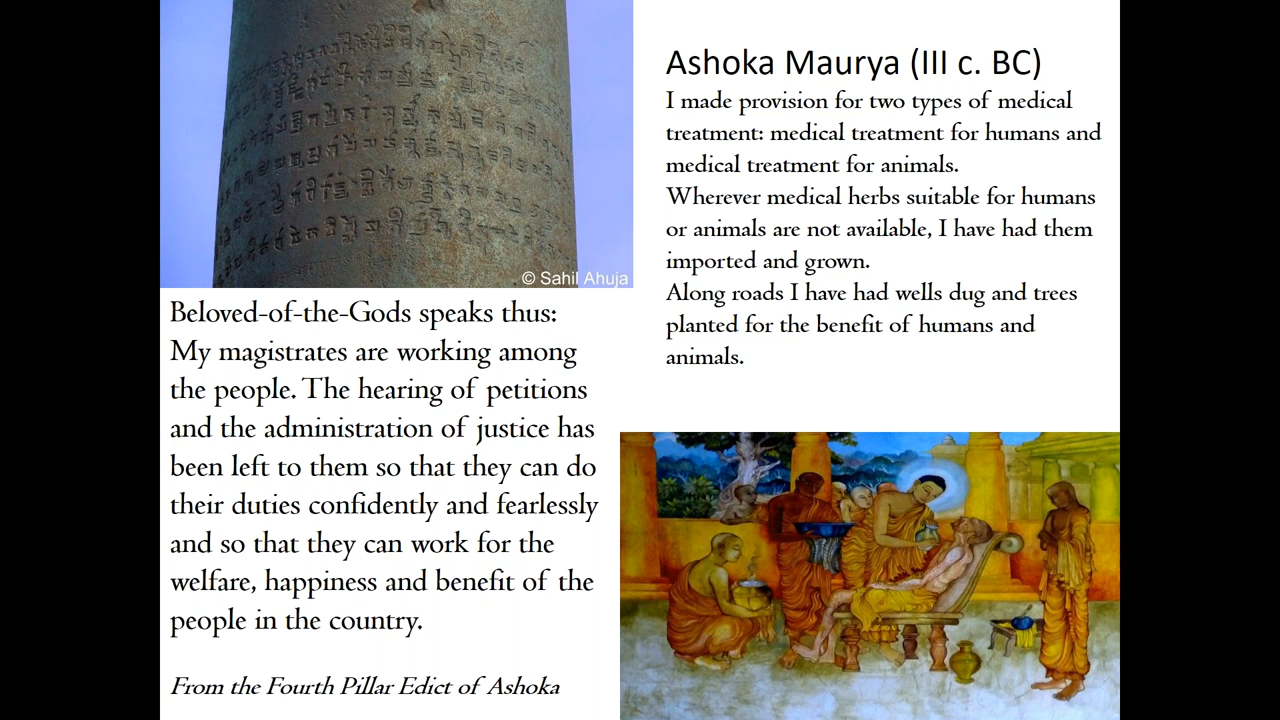 © Sahil Ahuja
Beloved-of-the-Gods speaks thus:
My magistrates are working among
the people. The hearing of petitions
and the administration of justice has
been left to them so that they can do
their duties confidently and fearlessly
and so that they can work for the
welfare, happiness and benefit of the
people in the country.
From the Fourth Pillar Edict of Ashoka
Ashoka Maurya (III c. BC)
I made provision for two types of medical
treatment: medical treatment for humans and
medical treatment for animals.
Wherever medical herbs suitable for humans
or animals are not available, I have had them
imported and grown.
Along roads I have had wells dug and trees
planted for the benefit of humans and
animals.